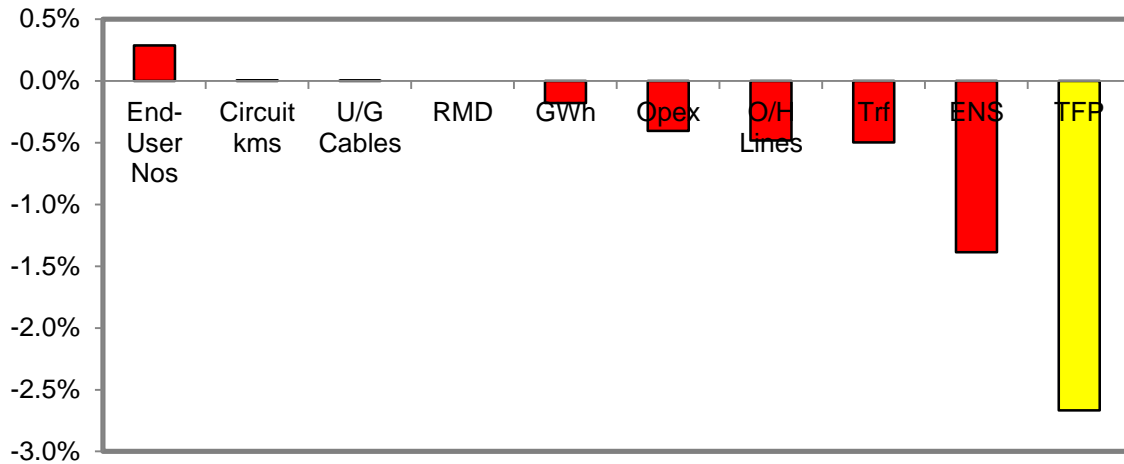 0.5%
0.0%
-0.5%
-1.0%
-1.5%
-2.0%
-2.5%
-3.0%
End-
User
Nos
Circuit
kms
U/G
Cables
RMD
GWh
Opex
O/H
Lines
Trf
ENS
TFP